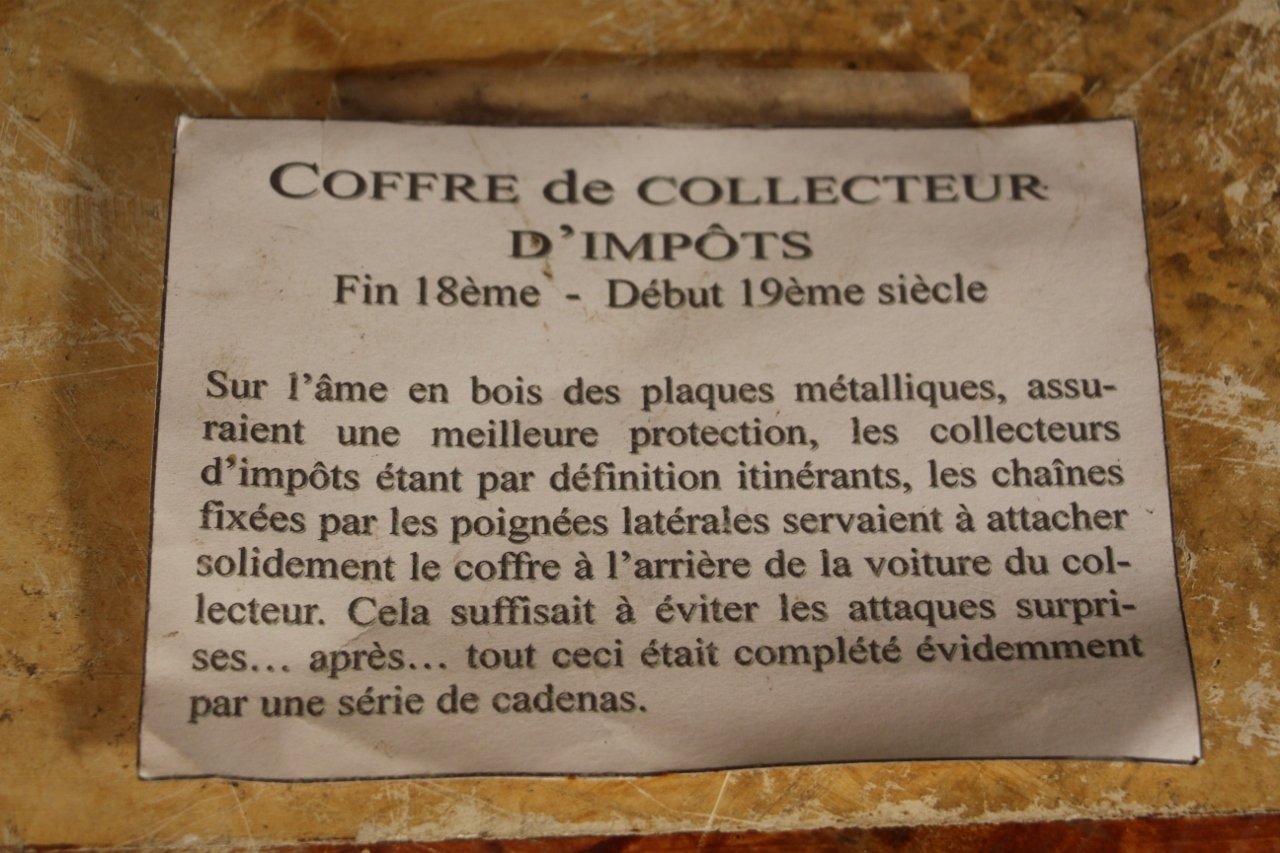 COFFRE de COLLECTEUR
D'IMPÔTS
Fin 18ème - Début 19ème siècle
Sur l'âme en bois des plaques métalliques, assu-
raient une meilleure protection, les collecteurs
d'impôts étant par définition itinérants, les chaînes
fixées par les poignées latérales servaient à attacher
solidement le coffre à l'arrière de la voiture du col-
lecteur. Cela suffisait à éviter les attaques surpri-
ses... après... tout ceci était complété évidemment
par une série de cadenas.